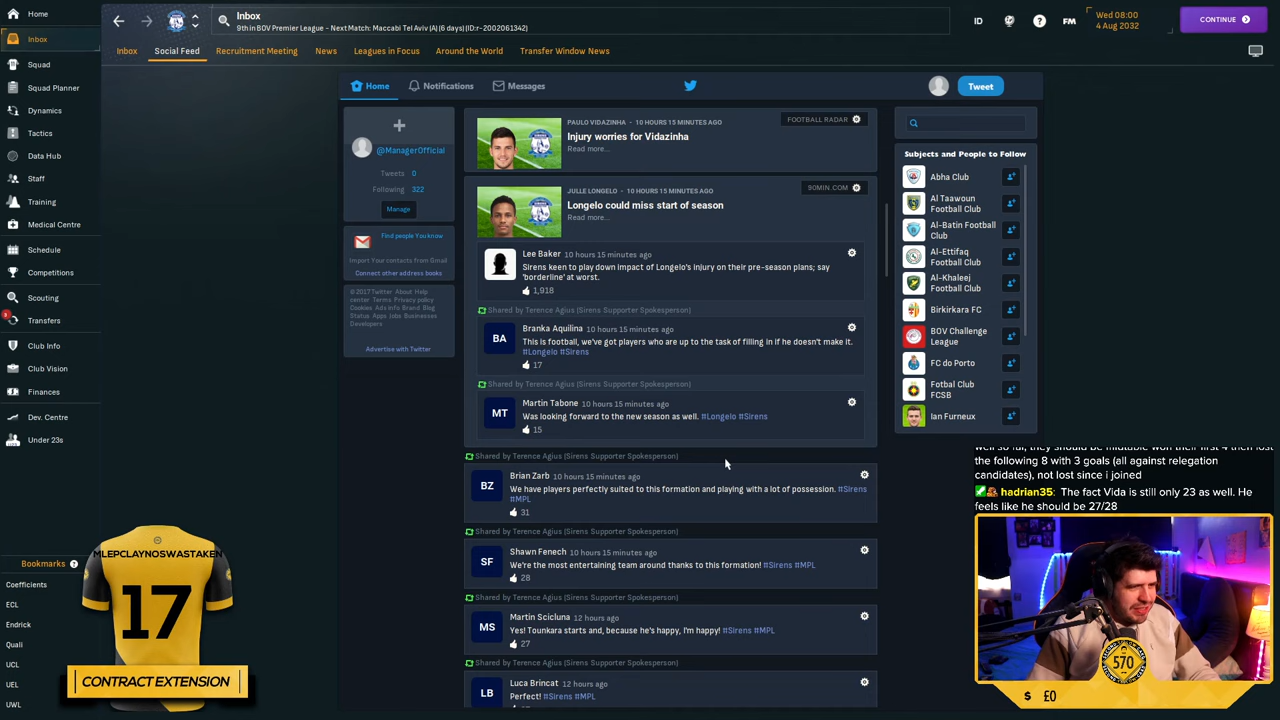 Home
Inbox
Squad
Squad Planner
Dynamics
Tactics
Data Hub
Staff
Training
Medical Centre
Schedule
Competitions
Scouting
3
Transfers
Club Info
Club Vision
Finances
Dev. Centre
Under 23s
Bookmarks
Coefficients
ECL
Endrick
Quali
UCL
UEL
UWL
Inbox
9th in BOV Premier League - Next Match: Maccabi Tel Aviv (A) (6 days) (ID:r-2002061342)
ID
?
FM
Wed 08:00
4 Aug 2032
CONTINUE
Inbox
Social Feed
Recruitment Meeting
News
Leagues in Focus
Around the World
Transfer Window News
Home
Notifications
Messages
Tweet
@ManagerOfficial
Tweets 0
Following 322
Manage
Find people You know
Import Your contacts from Gmail
Connect other address books
© 2017 Twitter About Help
center Terms Privacy policy
Cookies Ads info Brand Blog
Status Apps Jobs Businesses
Developers
Advertise with Twitter
PAULO VIDAZINHA - 10 HOURS 15 MINUTES AGO
FOOTBALL RADAR
Injury worries for Vidazinha
Read more...
JULLE LONGELO - 10 HOURS 15 MINUTES AGO
90MIN.COM
Longelo could miss start of season
Read more...
Lee Baker 10 hours 15 minutes ago
Sirens keen to play down impact of Longelo's injury on their pre-season plans; say
'borderline' at worst.
1,918
Shared by Terence Agius (Sirens Supporter Spokesperson)
BA
Branka Aquilina 10 hours 15 minutes ago
This is football, we've got players who are up to the task of filling in if he doesn't make it.
#Longelo #Sirens
17
Shared by Terence Agius (Sirens Supporter Spokesperson)
MT
Martin Tabone 10 hours 15 minutes ago
Was looking forward to the new season as well. #Longelo #Sirens
15
Shared by Terence Agius (Sirens Supporter Spokesperson)
BZ
Brian Zarb 10 hours 15 minutes ago
We have players perfectly suited to this formation and playing with a lot of possession. #Sirens
#MPL
31
Shared by Terence Agius (Sirens Supporter Spokesperson)
SF
Shawn Fenech 10 hours 15 minutes ago
We're the most entertaining team around thanks to this formation! #Sirens #MPL
28
Shared by Terence Agius (Sirens Supporter Spokesperson)
MS
Martin Scicluna 12 hours ago
Yes! Tounkara starts and, because he's happy, I'm happy! #Sirens #MPL
27
Shared by Terence Agius (Sirens Supporter Spokesperson)
LB
Luca Brincat 12 hours ago
Perfect! #Sirens #MPL
Subjects and People to Follow
Abha Club
Al Taawoun
Football Club
Al-Batin Football
Club
Al-Ettifaq
Football Club
Al-Khaleej
Football Club
Birkirkara FC
BOV Challenge
League
FC do Porto
Fotbal Club
FCSB
Ian Furneux
well so far, they should be midtable won their first 4 then lost
the following 8 with 3 goals (all against relegation
candidates), not lost since i joined
hadrian35: The fact Vida is still only 23 as well. He
feels like he should be 27/28
MLEPCLAYNOSWASTAKEN
17
CONTRACT EXTENSION
570
$ £0